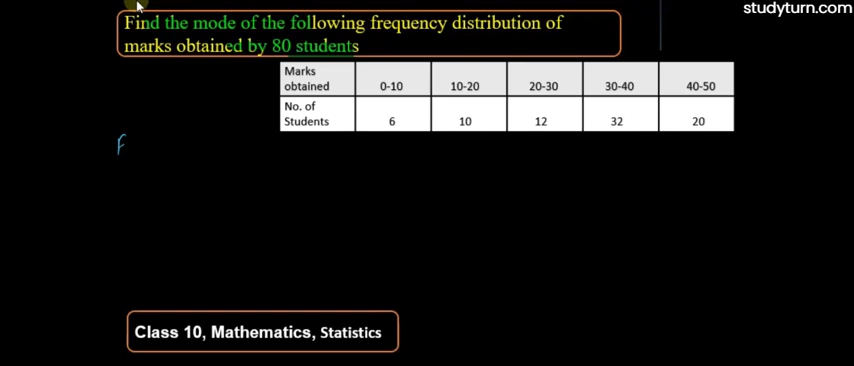 studyturn.com
Find the mode of the following frequency distribution of
marks obtained by 80 students
Marks obtained 0-10 10-20 20-30 30-40 40-50
No. of Students 6 10 12 32 20
F
Class 10, Mathematics, Statistics